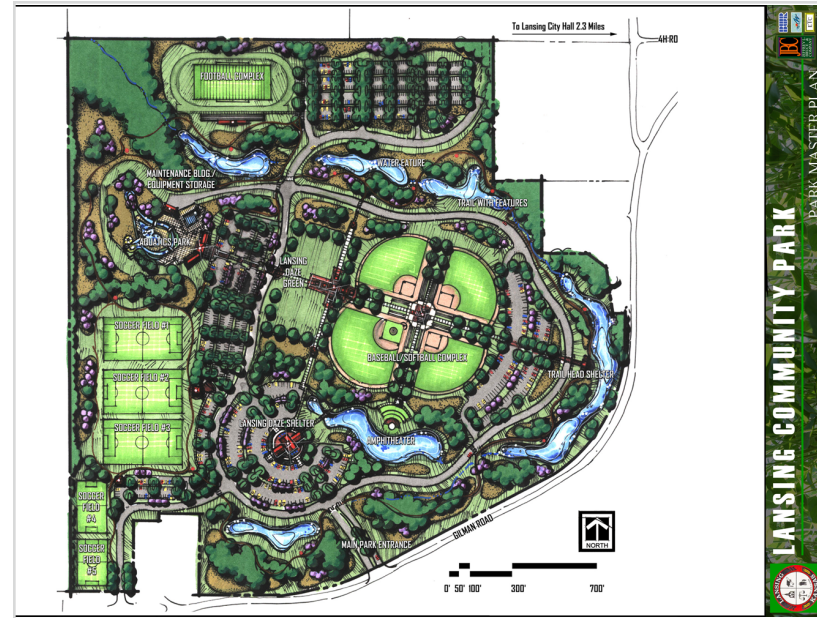 To Lansing City Hall 2.3 Miles
4H RD
FOOTBALL COMPLEX
WATER EATURE
MAINTENANCE BLDG./
EQUIPMENT STORAGE
TRAIL WITH FEATURES
AQUATICS PARK
LANSING
DAZE
GREEN
SOCCER FIELD #1
BASEBALL/SOFTBALL COMPLEX
TRAIL HEAD SHELTER
SOCCER FIELD #2
SOCCER FIELD #3
LANSING DAZE SHELTER
AMPHITHEATER
SOCCER
FIELD
#4
SOCCER
FIELD
#5
MAIN PARK ENTRANCE
GILMAN ROAD
NORTH
0' 50' 100' 300' 700'
LANSING COMMUNITY PARK
PARK MASTER PLAN
JBC
LANSING